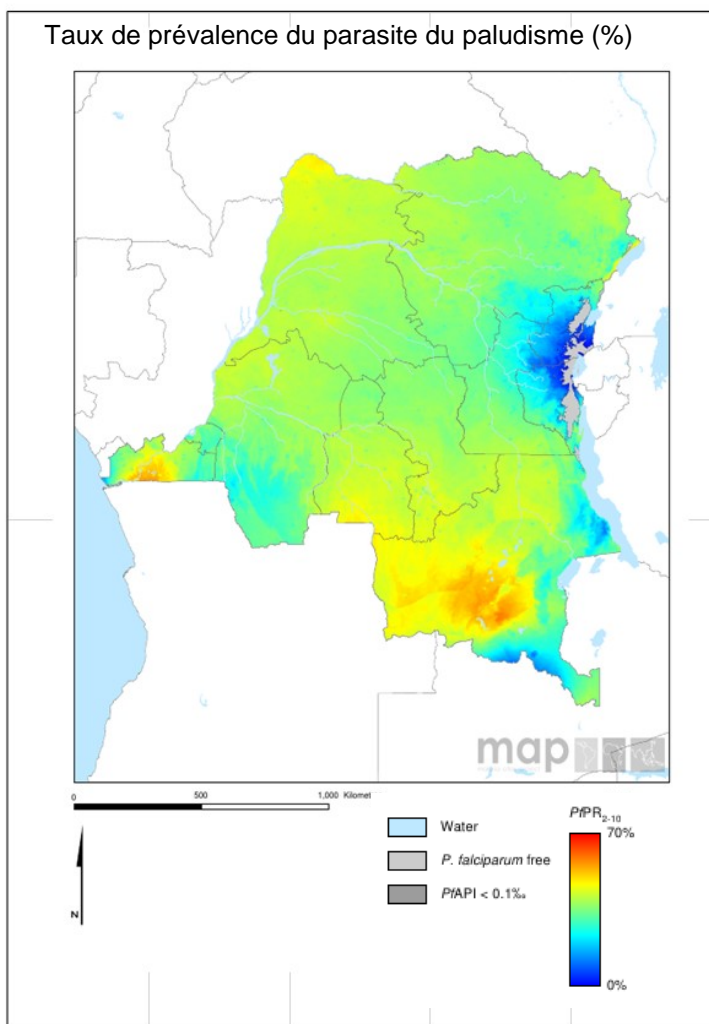 Taux de prévalence du parasite du paludisme (%)
map
0 500 1,000 Kilomet
N
Water
P. falciparum free
PfAPI < 0.1‰
PfPR2-10
70%
0%